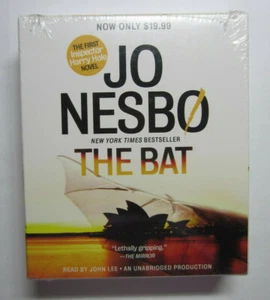 NOW ONLY $19.99
THE FIRST
Inspector
Harry Hole
NOVEL
JO
NESBØ
NEW YORK TIMES BESTSELLER
THE BAT
"Lethally gripping."
—THE MIRROR
READ BY JOHN LEE • AN UNABRIDGED PRODUCTION